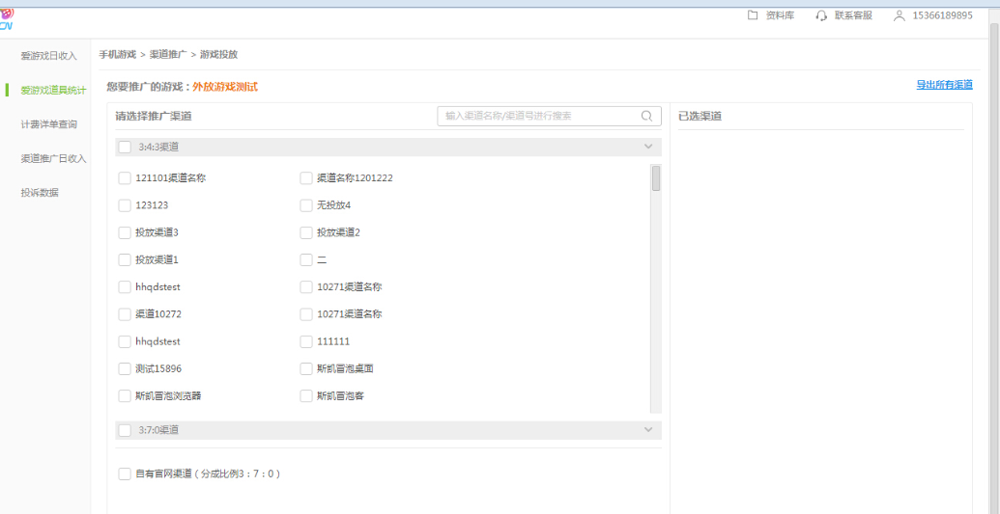 资料库 联系客服 15366189895
CN
爱游戏日收入
爱游戏道具统计
计费详单查询
渠道推广日收入
投诉数据
手机游戏 > 渠道推广 > 游戏投放
您要推广的游戏：外放游戏测试 导出所有渠道
请选择推广渠道 输入渠道名称/渠道号进行搜索 已选渠道
3:4:3渠道
121101渠道名称 渠道名称1201222
123123 无投放4
投放渠道3 投放渠道2
投放渠道1 二
hhqdstest 10271渠道名称
渠道10272 10271渠道名称
hhqdstest 111111
测试15896 斯凯冒泡桌面
斯凯冒泡浏览器 斯凯冒泡客
3:7:0渠道
自有官网渠道（分成比例3：7：0）